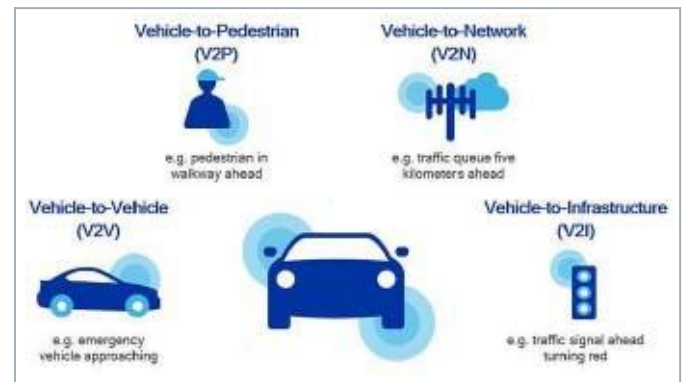 Vehicle-to-Pedestrian
(V2P)
e.g. pedestrian in
walkway ahead
Vehicle-to-Network
(V2N)
e.g. traffic queue five
kilometers ahead
Vehicle-to-Vehicle
(V2V)
e.g. emergency
vehicle approaching
Vehicle-to-Infrastructure
(V2I)
e.g. traffic signal ahead
turning red